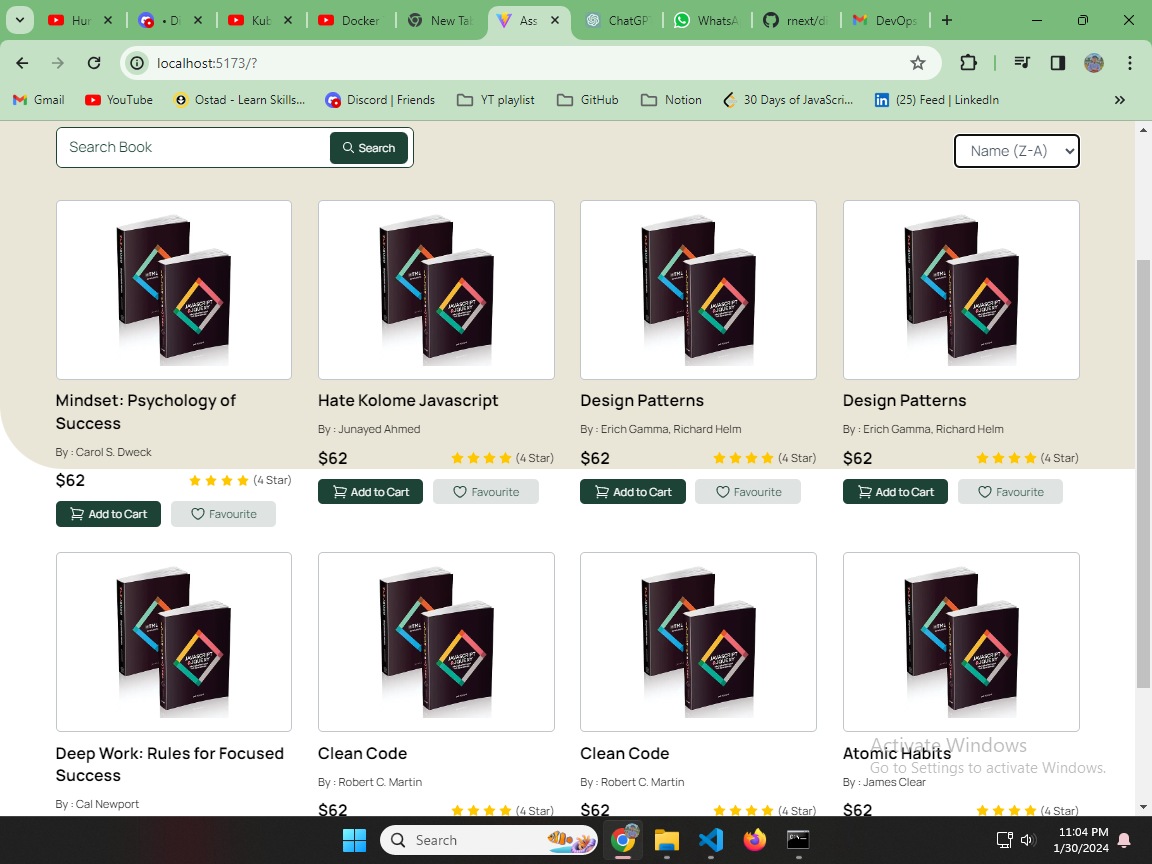 Hur
• Di
Kub
Docker
New Tab
Ass
ChatGPT
WhatsA
rnext/di
DevOps
localhost:5173/?
Gmail
YouTube
Ostad - Learn Skills...
Discord | Friends
YT playlist
GitHub
Notion
30 Days of JavaScri...
(25) Feed | LinkedIn
»
Search Book
Search
Name (Z-A)
Mindset: Psychology of
Success
By : Carol S. Dweck
$62
(4 Star)
Add to Cart
Favourite
Hate Kolome Javascript
By : Junayed Ahmed
$62
(4 Star)
Add to Cart
Favourite
Design Patterns
By : Erich Gamma, Richard Helm
$62
(4 Star)
Add to Cart
Favourite
Design Patterns
By : Erich Gamma, Richard Helm
$62
(4 Star)
Add to Cart
Favourite
Deep Work: Rules for Focused
Success
By : Cal Newport
Clean Code
By : Robert C. Martin
$62
(4 Star)
Clean Code
By : Robert C. Martin
$62
(4 Star)
Atomic Habits
By : James Clear
$62
(4 Star)
Activate Windows
Go to Settings to activate Windows.
Search
11:04 PM
1/30/2024